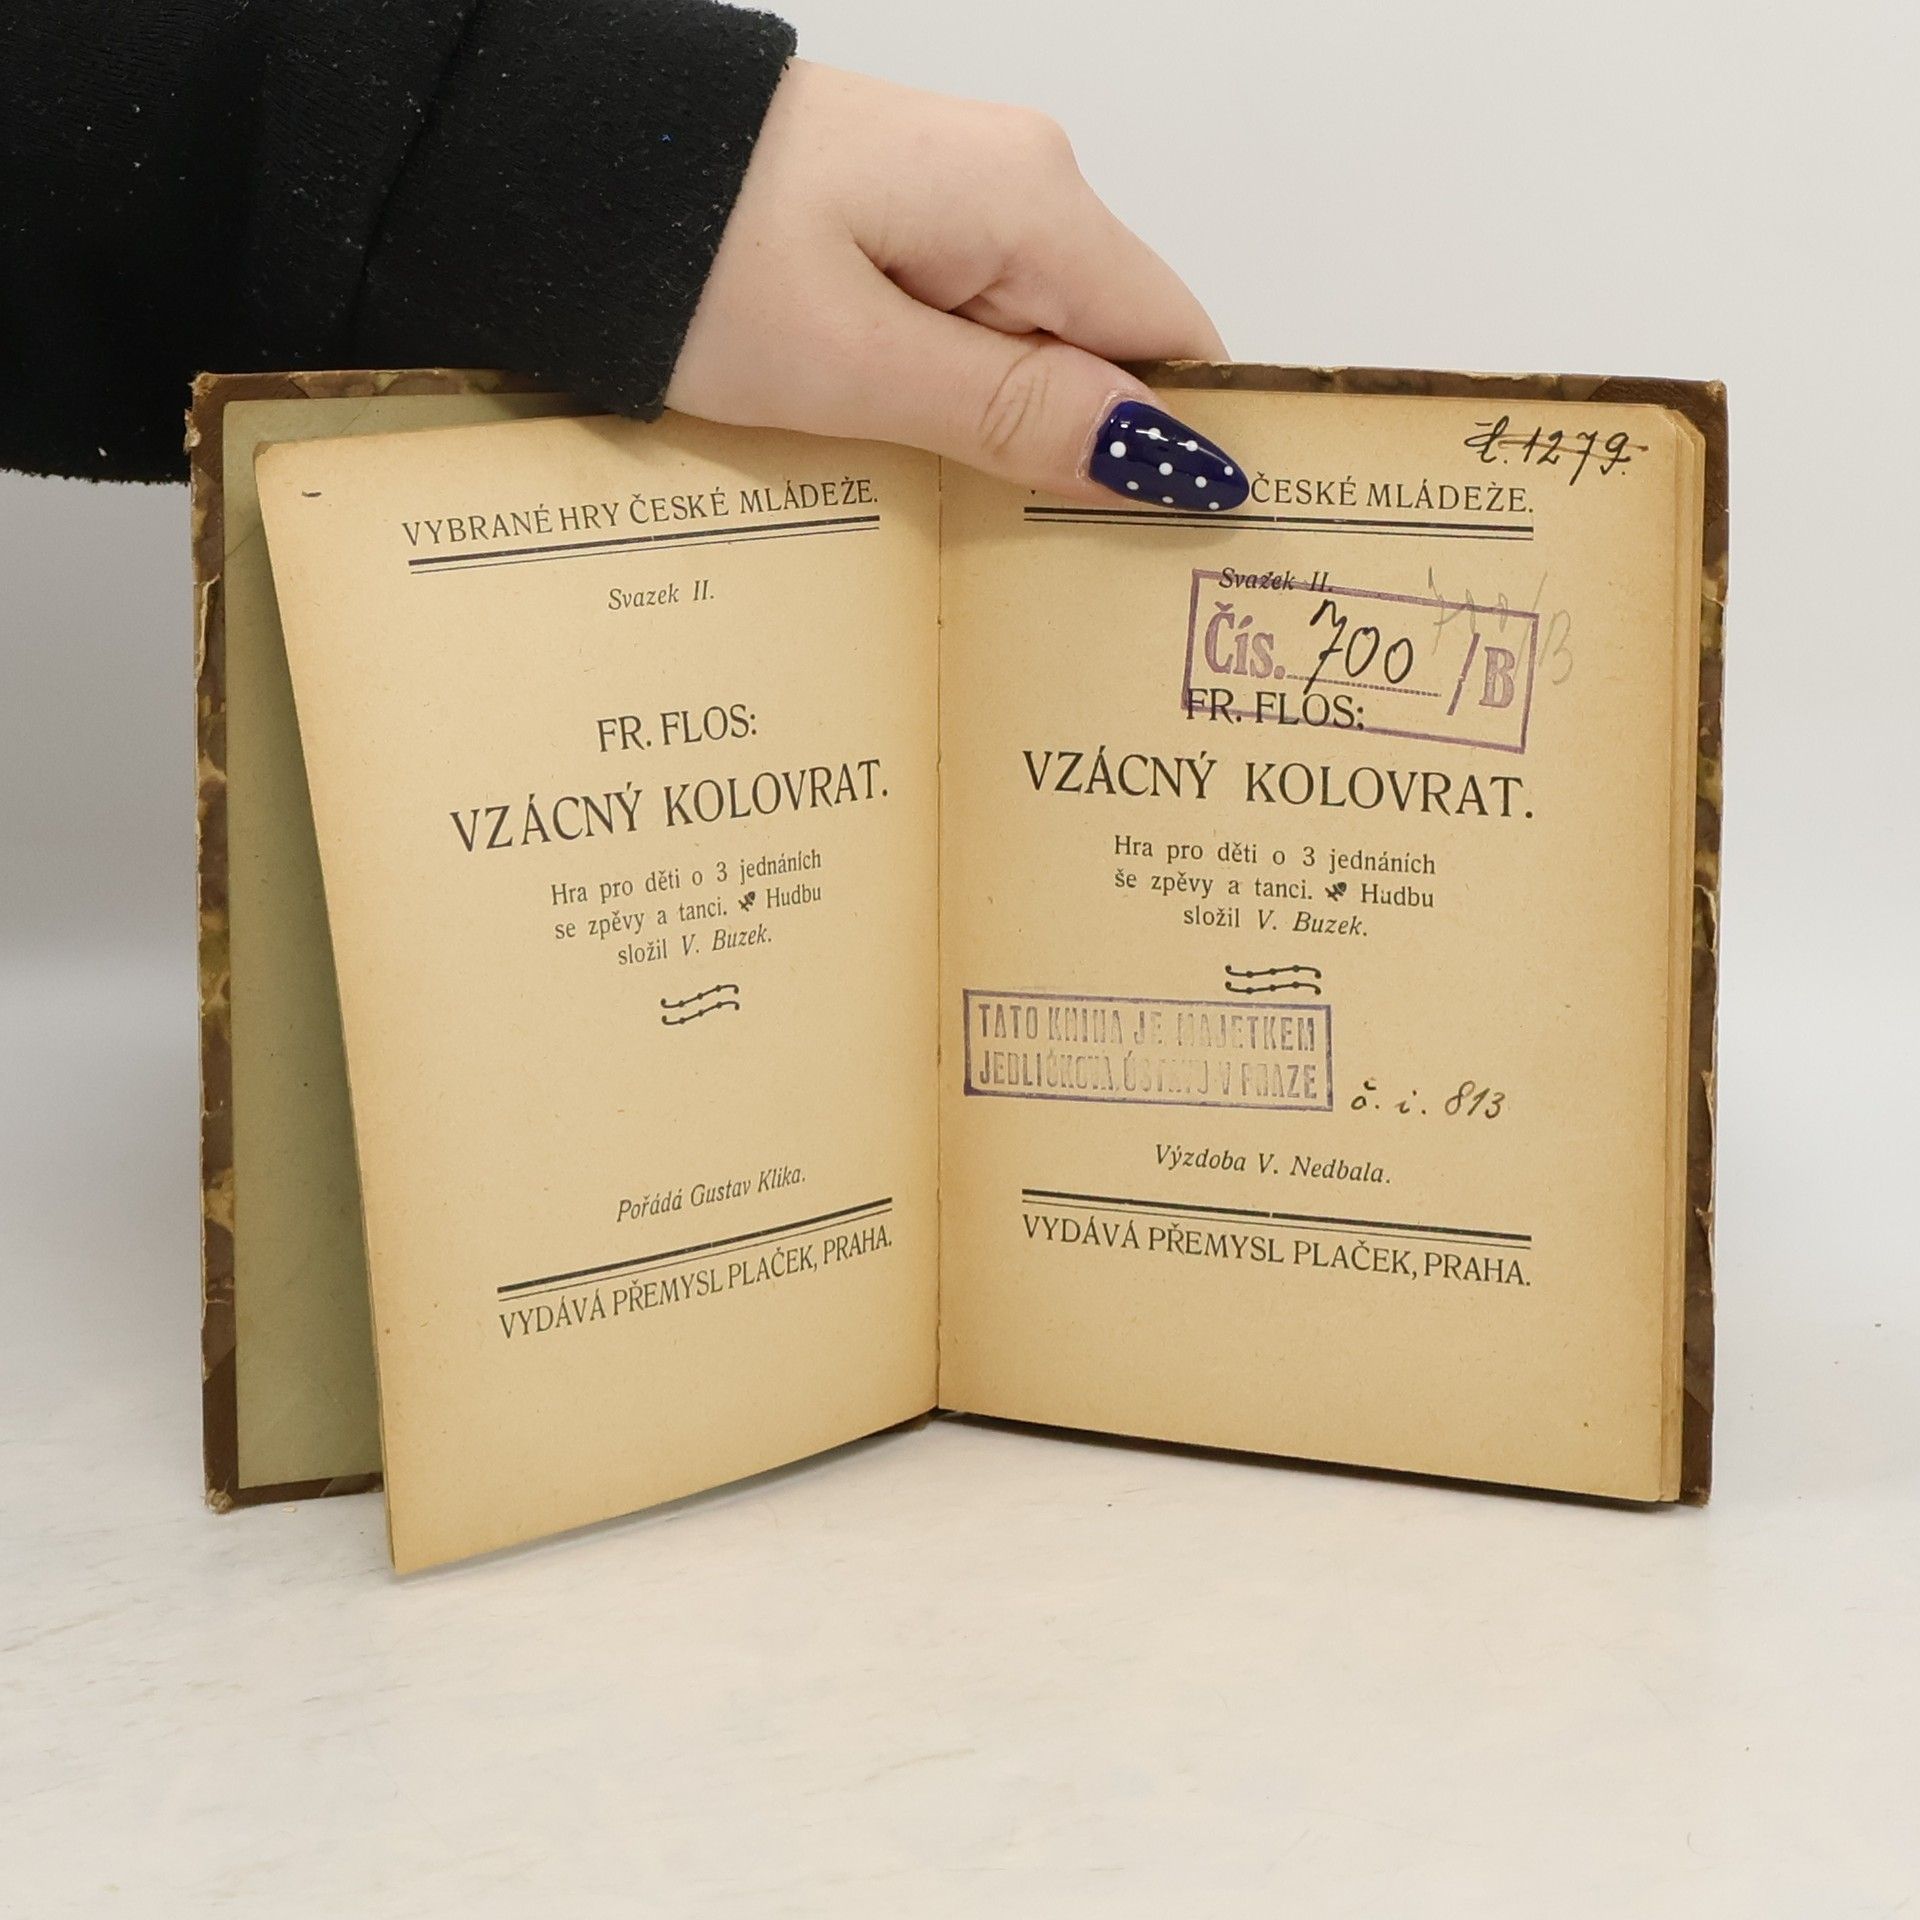 VYBRANÉ HRY ČESKÉ MLÁDEŽE.
Svazek II.
FR. FLOS:
VZÁCNÝ KOLOVRAT.
Hra pro děti o 3 jednáních
se zpěvy a tanci. Hudbu
složil V. Buzek.
Pořádá Gustav Klika.
VYDÁVÁ PŘEMYSL PLAČEK, PRAHA.
č. 1279.
ČESKÉ MLÁDEŽE.
Svazek II.
Čís. 700 / B
FR. FLOS:
VZÁCNÝ KOLOVRAT.
Hra pro děti o 3 jednáních
še zpěvy a tanci. Hudbu
složil V. Buzek.
TATO KNIHA JE MAJETKEM
JEDLIČKOVA ÚSTAVU V PRAZE
č. i. 813
Výzdoba V. Nedbala.
VYDÁVÁ PŘEMYSL PLAČEK, PRAHA.